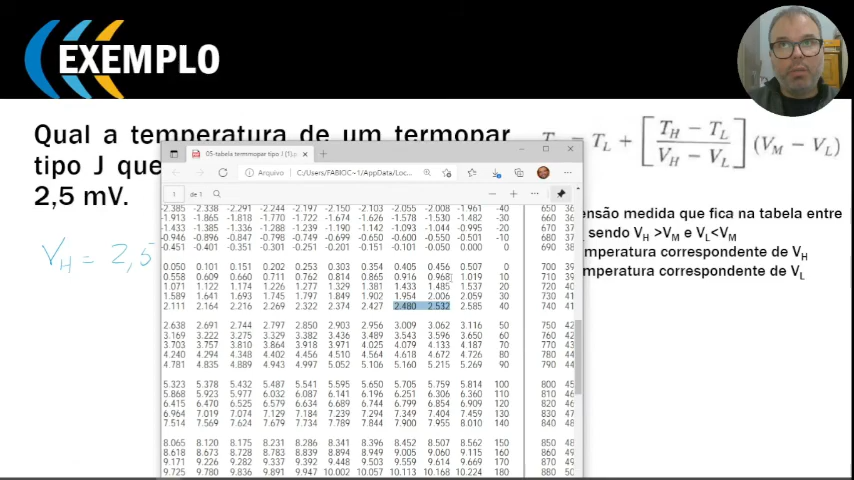 EXEMPLO
Qual a temperatura de um termopar
tipo J que
2,5 mV.
V_H = 2,5
= T_L + [ (T_H − T_L) / (V_H − V_L) ] (V_M − V_L)
ensão medida que fica na tabela entre
sendo V_H >V_M e V_L<V_M
mperatura correspondente de V_H
mperatura correspondente de V_L
05-tabela termmopar tipo J [1].p
Arquivo | C:/Users/FABIOC~1/AppData/Loc...
1 de 1
-2.385 -2.338 -2.291 -2.244 -2.197 -2.150 -2.103 -2.055 -2.008 -1.961 -40 650 36
-1.913 -1.865 -1.818 -1.770 -1.722 -1.674 -1.626 -1.578 -1.530 -1.482 -30 660 36
-1.433 -1.385 -1.336 -1.288 -1.239 -1.190 -1.142 -1.093 -1.044 -0.995 -20 670 37
-0.946 -0.896 -0.847 -0.798 -0.749 -0.699 -0.650 -0.600 -0.550 -0.501 -10 680 37
-0.451 -0.401 -0.351 -0.301 -0.251 -0.201 -0.151 -0.101 -0.050 0.000 0 690 38
0.050 0.101 0.151 0.202 0.253 0.303 0.354 0.405 0.456 0.507 0 700 39
0.558 0.609 0.660 0.711 0.762 0.814 0.865 0.916 0.968 1.019 10 710 39
1.071 1.122 1.174 1.226 1.277 1.329 1.381 1.433 1.485 1.537 20 720 40
1.589 1.641 1.693 1.745 1.797 1.849 1.902 1.954 2.006 2.059 30 730 41
2.111 2.164 2.216 2.269 2.322 2.374 2.427 2.480 2.532 2.585 40 740 41
2.638 2.691 2.744 2.797 2.850 2.903 2.956 3.009 3.062 3.116 50 750 42
3.169 3.222 3.275 3.329 3.382 3.436 3.489 3.543 3.596 3.650 60 760 42
3.703 3.757 3.810 3.864 3.918 3.971 4.025 4.079 4.133 4.187 70 770 43
4.240 4.294 4.348 4.402 4.456 4.510 4.564 4.618 4.672 4.726 80 780 44
4.781 4.835 4.889 4.943 4.997 5.052 5.106 5.160 5.215 5.269 90 790 44
5.323 5.378 5.432 5.487 5.541 5.595 5.650 5.705 5.759 5.814 100 800 45
5.868 5.923 5.977 6.032 6.087 6.141 6.196 6.251 6.306 6.360 110 810 46
6.415 6.470 6.525 6.579 6.634 6.689 6.744 6.799 6.854 6.909 120 820 46
6.964 7.019 7.074 7.129 7.184 7.239 7.294 7.349 7.404 7.459 130 830 47
7.514 7.569 7.624 7.679 7.734 7.789 7.844 7.900 7.955 8.010 140 840 48
8.065 8.120 8.175 8.231 8.286 8.341 8.396 8.452 8.507 8.562 150 850 48
8.618 8.673 8.728 8.783 8.839 8.894 8.949 9.005 9.060 9.115 160 860 49
9.171 9.226 9.282 9.337 9.392 9.448 9.503 9.559 9.614 9.669 170 870 49
9.725 9.780 9.836 9.891 9.947 10.002 10.057 10.113 10.168 10.224 180 880 50